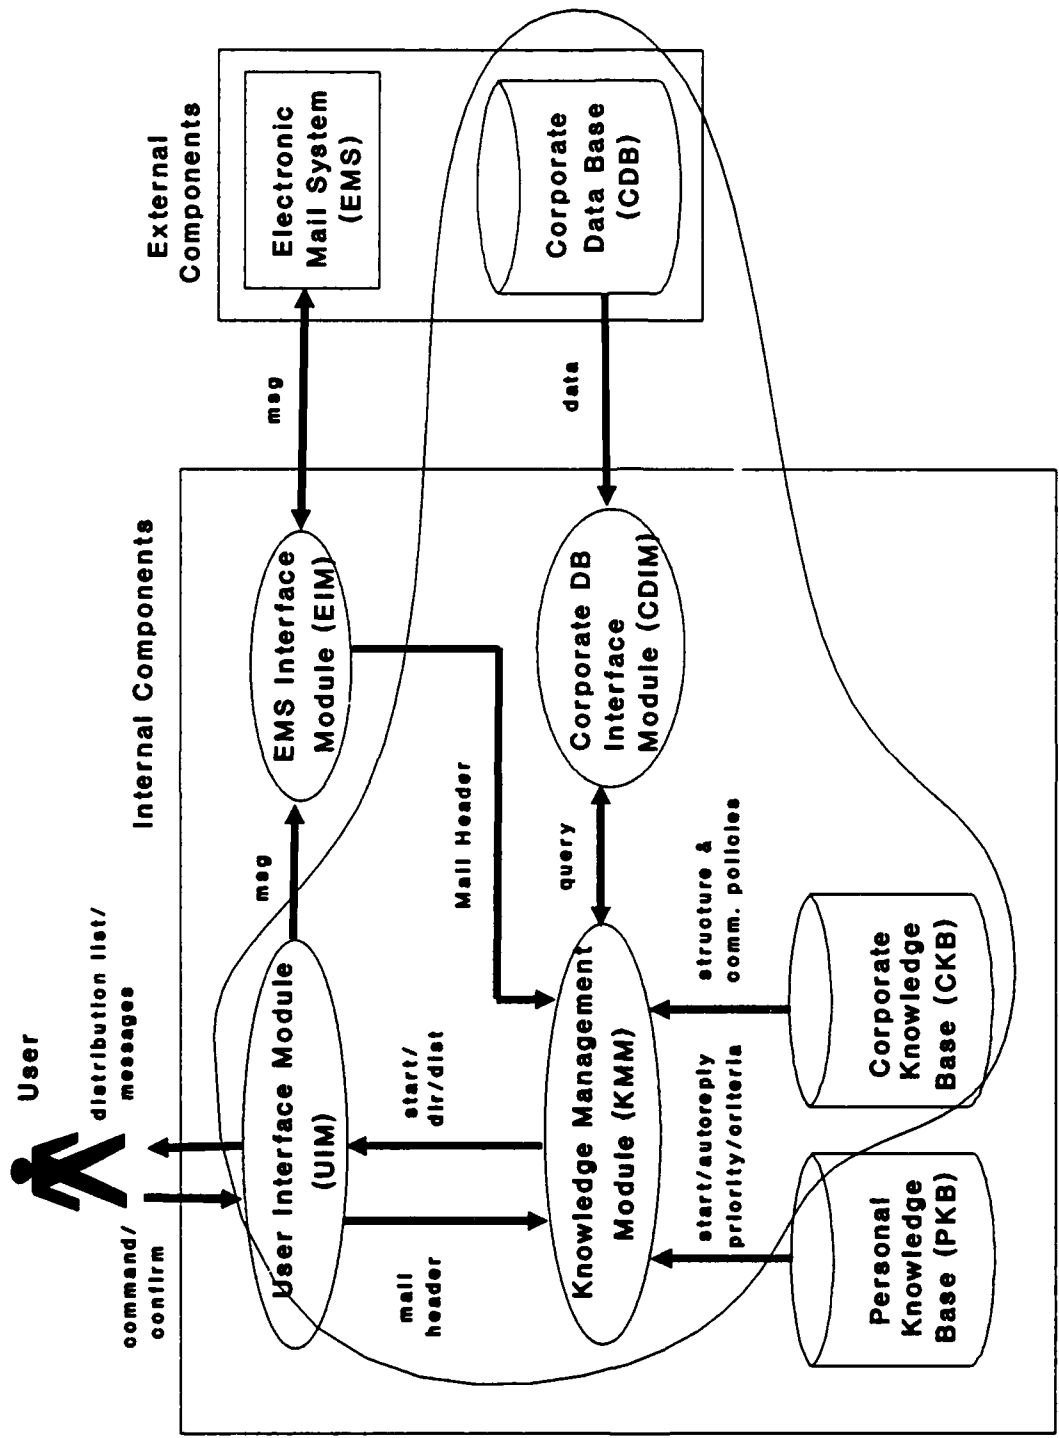 User
command/
confirm
distribution list/
messages
Internal Components
External
Components
User Interface Module
(UIM)
msg
EMS Interface
Module (EIM)
msg
Electronic
Mail System
(EMS)
mail
header
start/
dir/dist
Mail Header
Knowledge Management
Module (KMM)
query
Corporate DB
Interface
Module (CDIM)
data
Corporate
Data Base
(CDB)
start/autoreply
priority/criteria
structure &
comm. policies
Personal
Knowledge
Base (PKB)
Corporate
Knowledge
Base (CKB)